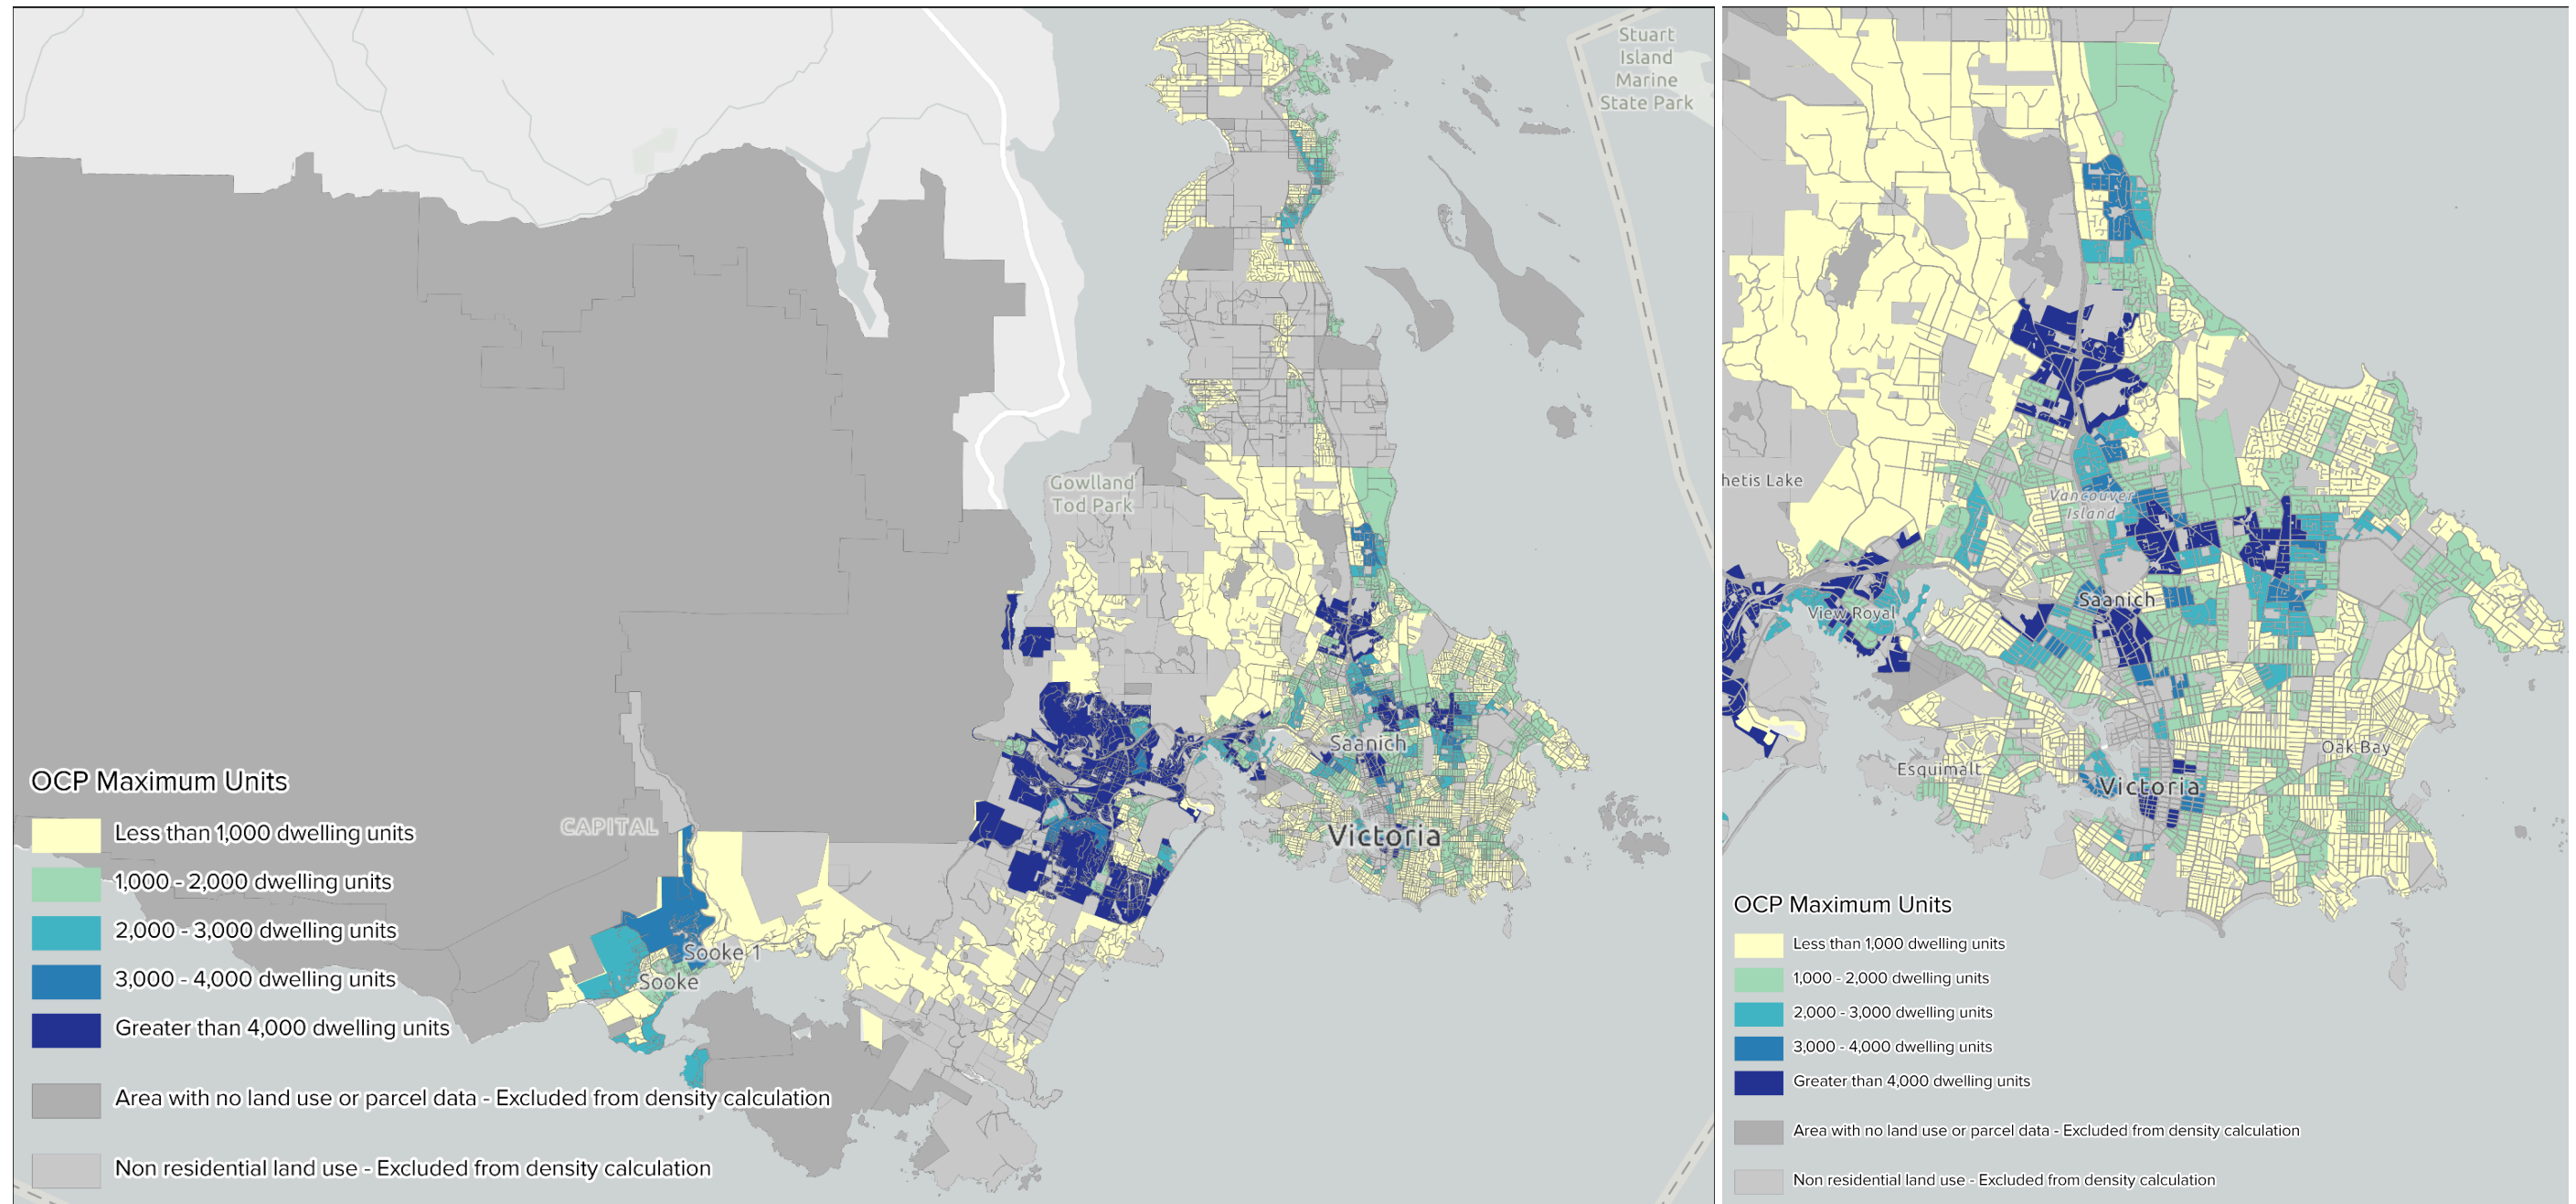 Stuart
Island
Marine
State Park
Gowlland
Tod Park
Saanich
Victoria
CAPITAL
Sooke 1
Sooke
OCP Maximum Units
Less than 1,000 dwelling units
1,000 - 2,000 dwelling units
2,000 - 3,000 dwelling units
3,000 - 4,000 dwelling units
Greater than 4,000 dwelling units
Area with no land use or parcel data - Excluded from density calculation
Non residential land use - Excluded from density calculation
hetis Lake
Vancouver
Island
Saanich
View Royal
Oak Bay
Esquimalt
Victoria
OCP Maximum Units
Less than 1,000 dwelling units
1,000 - 2,000 dwelling units
2,000 - 3,000 dwelling units
3,000 - 4,000 dwelling units
Greater than 4,000 dwelling units
Area with no land use or parcel data - Excluded from density calculation
Non residential land use - Excluded from density calculation